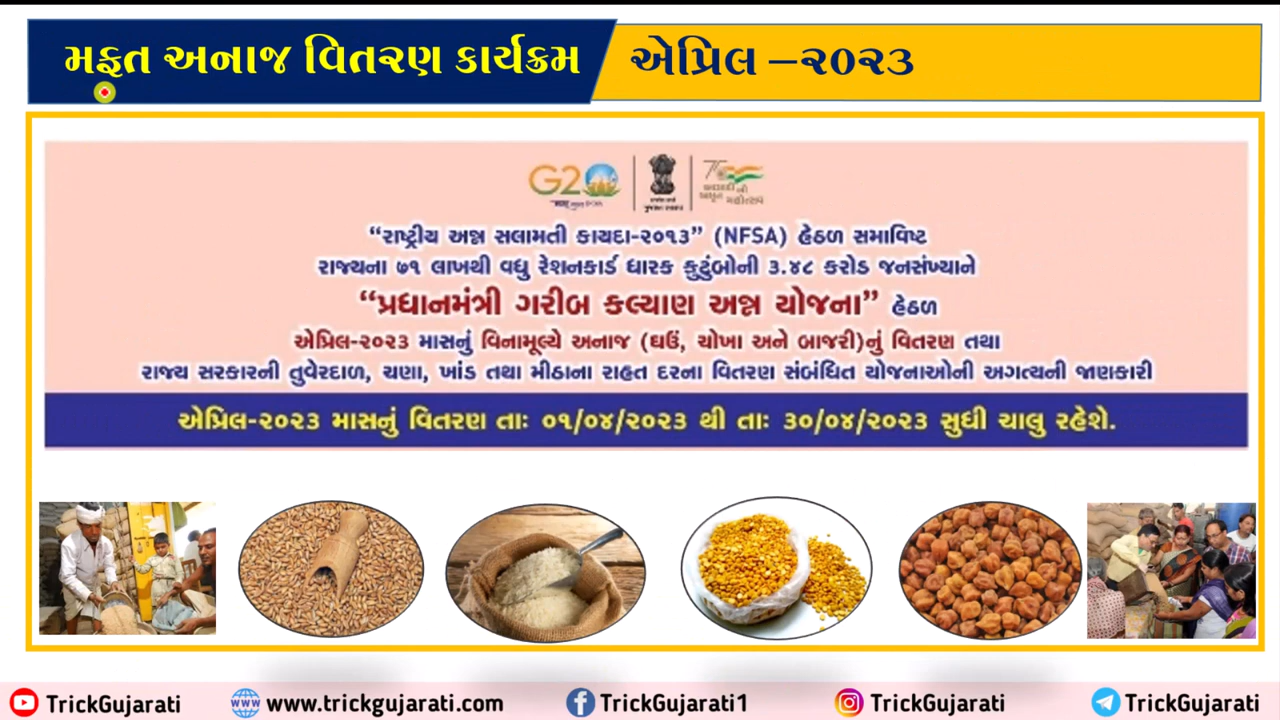 મફત અનાજ વિતરણ કાર્યક્રમ
એપ્રિલ –૨૦૨૩
G20
“રાષ્ટ્રીય અન્ન સલામતી કાયદા-૨૦૧૩” (NFSA) હેઠળ સમાવિષ્ટ
રાજ્યના ૭૧ લાખથી વધુ રેશનકાર્ડ ધારક કુટુંબોની ૩.૪૮ કરોડ જનસંખ્યાને
“પ્રધાનમંત્રી ગરીબ કલ્યાણ અન્ન યોજના” હેઠળ
એપ્રિલ-૨૦૨૩ માસનું વિનામૂલ્યે અનાજ (ઘઉં, ચોખા અને બાજરી)નું વિતરણ તથા
રાજ્ય સરકારની તુવેરદાળ, ચણા, ખાંડ તથા મીઠાના રાહત દરના વિતરણ સંબંધિત યોજનાઓની અગત્યની જાણકારી
એપ્રિલ-૨૦૨૩ માસનું વિતરણ તાઃ ૦૧/૦૪/૨૦૨૩ થી તાઃ ૩૦/૦૪/૨૦૨૩ સુધી ચાલુ રહેશે.
TrickGujarati
www.trickgujarati.com
TrickGujarati1
TrickGujarati
TrickGujarati